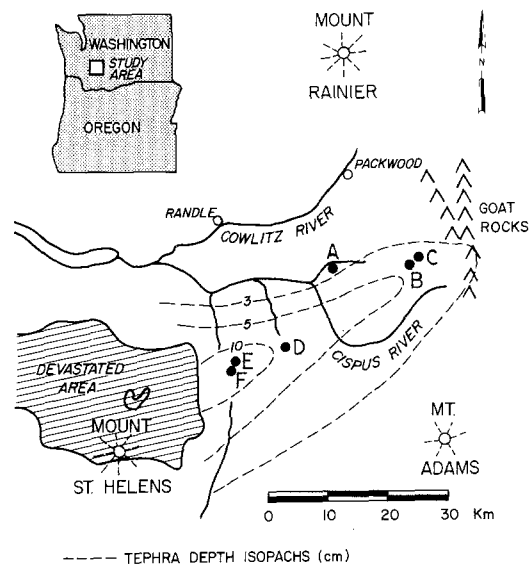 WASHINGTON
STUDY
AREA
OREGON
MOUNT
RAINIER
N
PACKWOOD
RANDLE
COWLITZ RIVER
GOAT
ROCKS
A
C
B
3
5
10
D
E
F
CISPUS RIVER
DEVASTATED
AREA
MOUNT
ST. HELENS
MT.
ADAMS
0 10 20 30 Km
---- TEPHRA DEPTH ISOPACHS (cm)